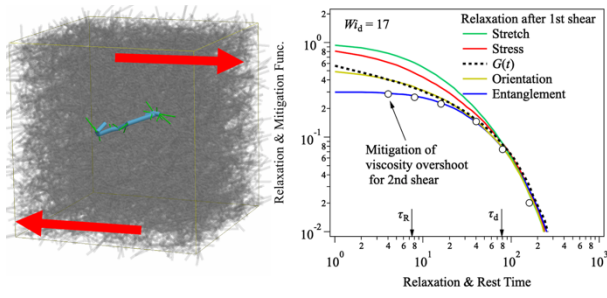 Wi_d = 17
Relaxation after 1st shear
Stretch
Stress
G(t)
Orientation
Entanglement
Mitigation of
viscosity overshoot
for 2nd shear
τ_R
τ_d
Relaxation & Mitigation Func.
10^0
8
6
4
2
10^-1
8
6
4
2
10^-2
10^0
2
4
6
8
10^1
2
4
6
8
10^2
2
4
6
8
10^3
Relaxation & Rest Time